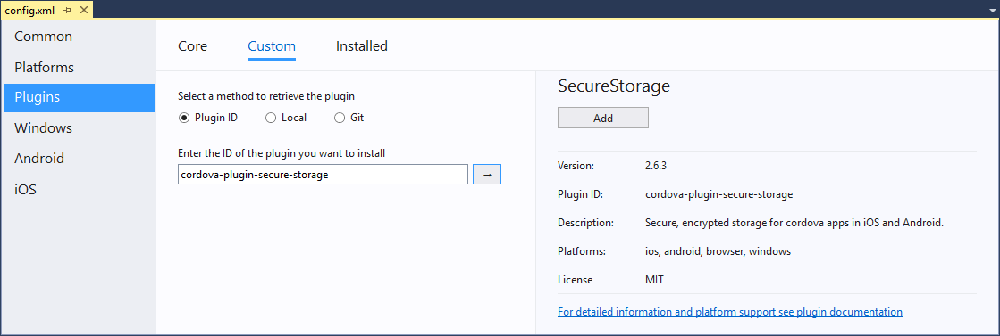 config.xml
Common
Platforms
Plugins
Windows
Android
iOS
Core Custom Installed
Select a method to retrieve the plugin
Plugin ID Local Git
Enter the ID of the plugin you want to install
cordova-plugin-secure-storage →
SecureStorage
Add
Version: 2.6.3
Plugin ID: cordova-plugin-secure-storage
Description: Secure, encrypted storage for cordova apps in iOS and Android.
Platforms: ios, android, browser, windows
License MIT
For detailed information and platform support see plugin documentation